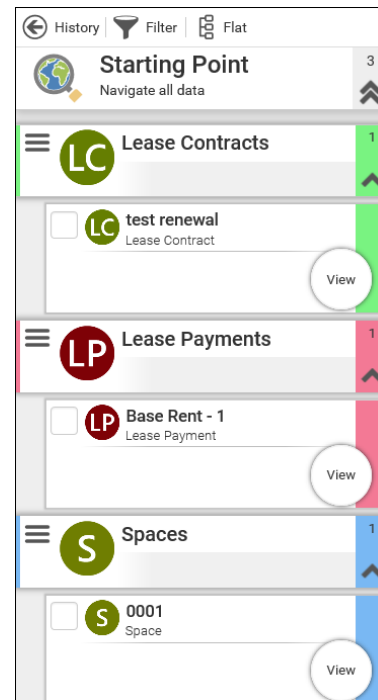 History Filter Flat
Starting Point 3
Navigate all data
LC Lease Contracts 1
LC test renewal
Lease Contract
View
LP Lease Payments 1
LP Base Rent - 1
Lease Payment
View
S Spaces 1
S 0001
Space
View